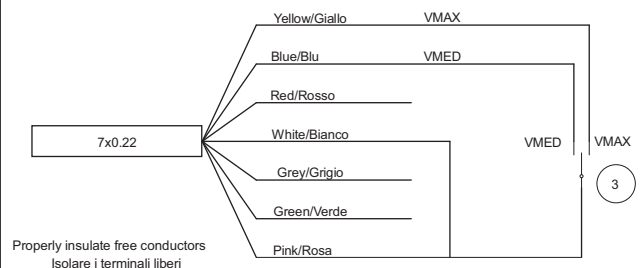 Yellow/Giallo VMAX
Blue/Blu VMED
Red/Rosso
7x0.22
White/Bianco
VMED VMAX
Grey/Grigio
3
Green/Verde
Pink/Rosa
Properly insulate free conductors
Isolare i terminali liberi